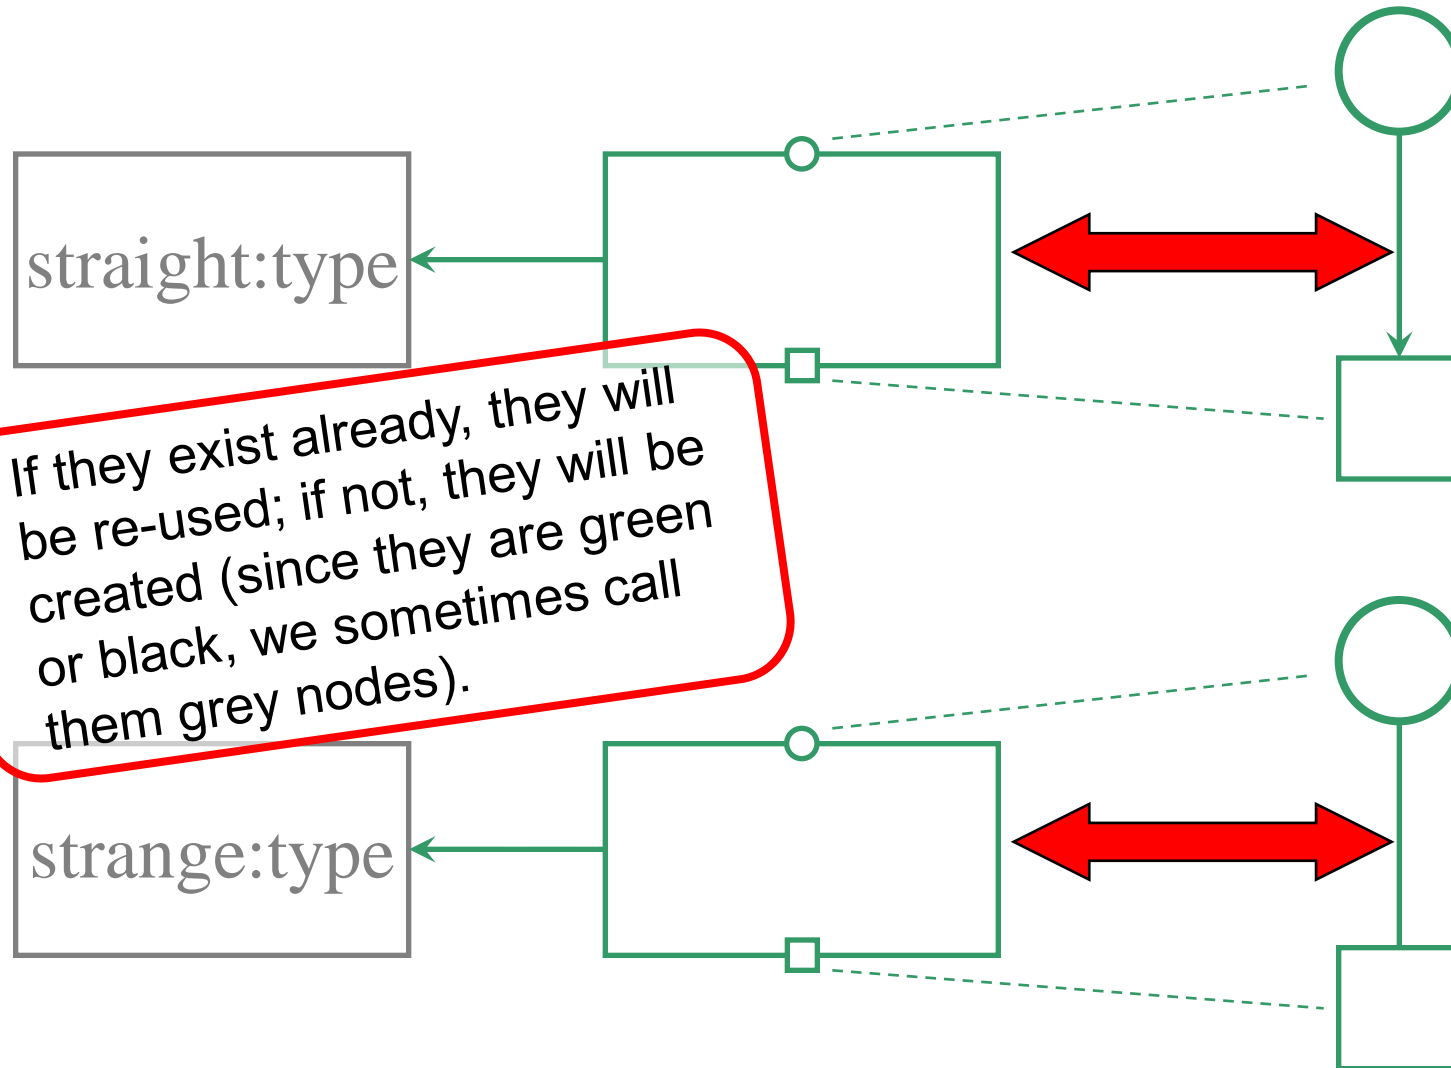 straight:type
If they exist already, they will
be re-used; if not, they will be
created (since they are green
or black, we sometimes call
them grey nodes).
strange:type